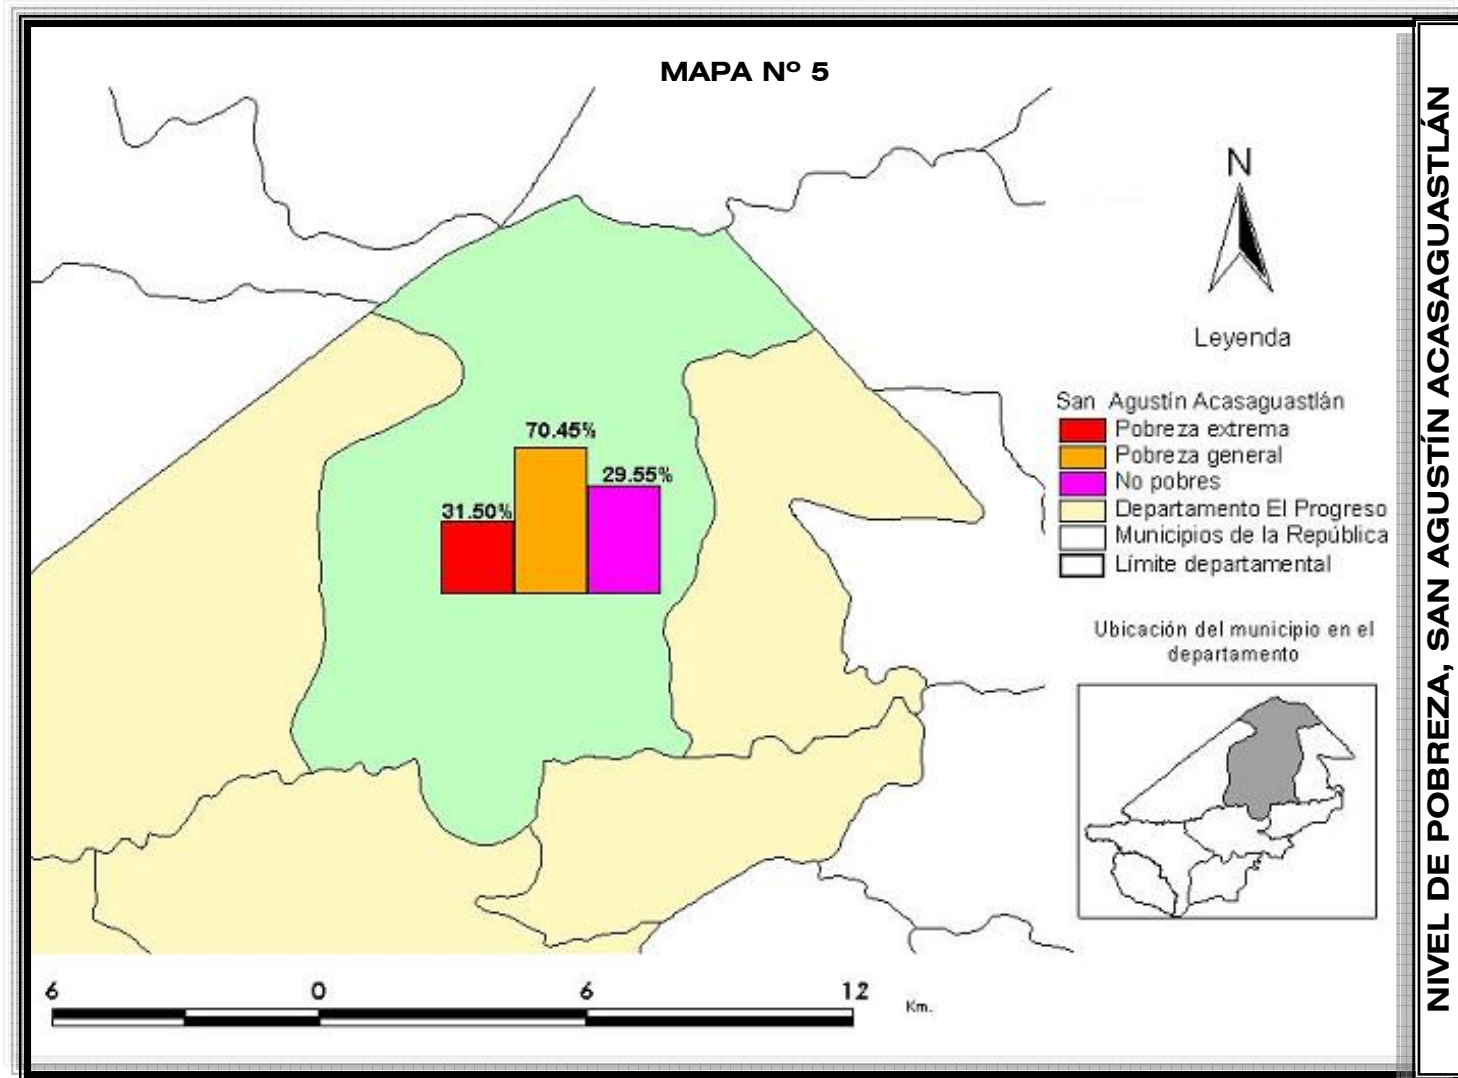 MAPA Nº 5
N
Leyenda
San Agustín Acasaguastlán
Pobreza extrema
Pobreza general
No pobres
Departamento El Progreso
Municipios de la República
Límite departamental
70.45%
29.55%
31.50%
Ubicación del municipio en el
departamento
6 0 6 12
Km.
NIVEL DE POBREZA, SAN AGUSTÍN ACASAGUASTLÁN